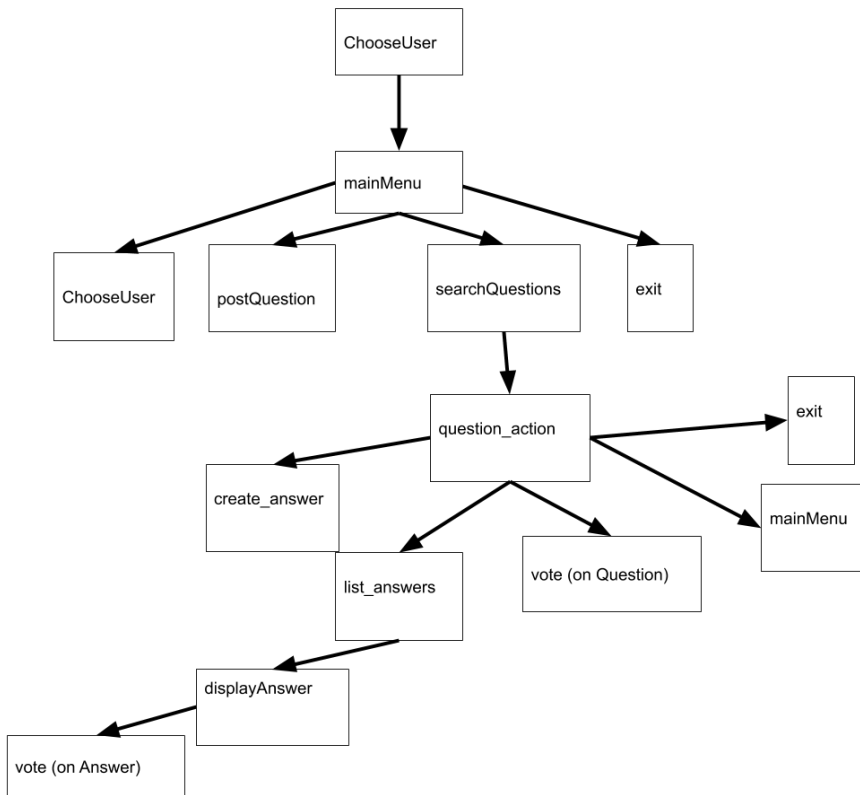 ChooseUser
mainMenu
ChooseUser
postQuestion
searchQuestions
exit
question_action
exit
create_answer
mainMenu
list_answers
vote (on Question)
displayAnswer
vote (on Answer)